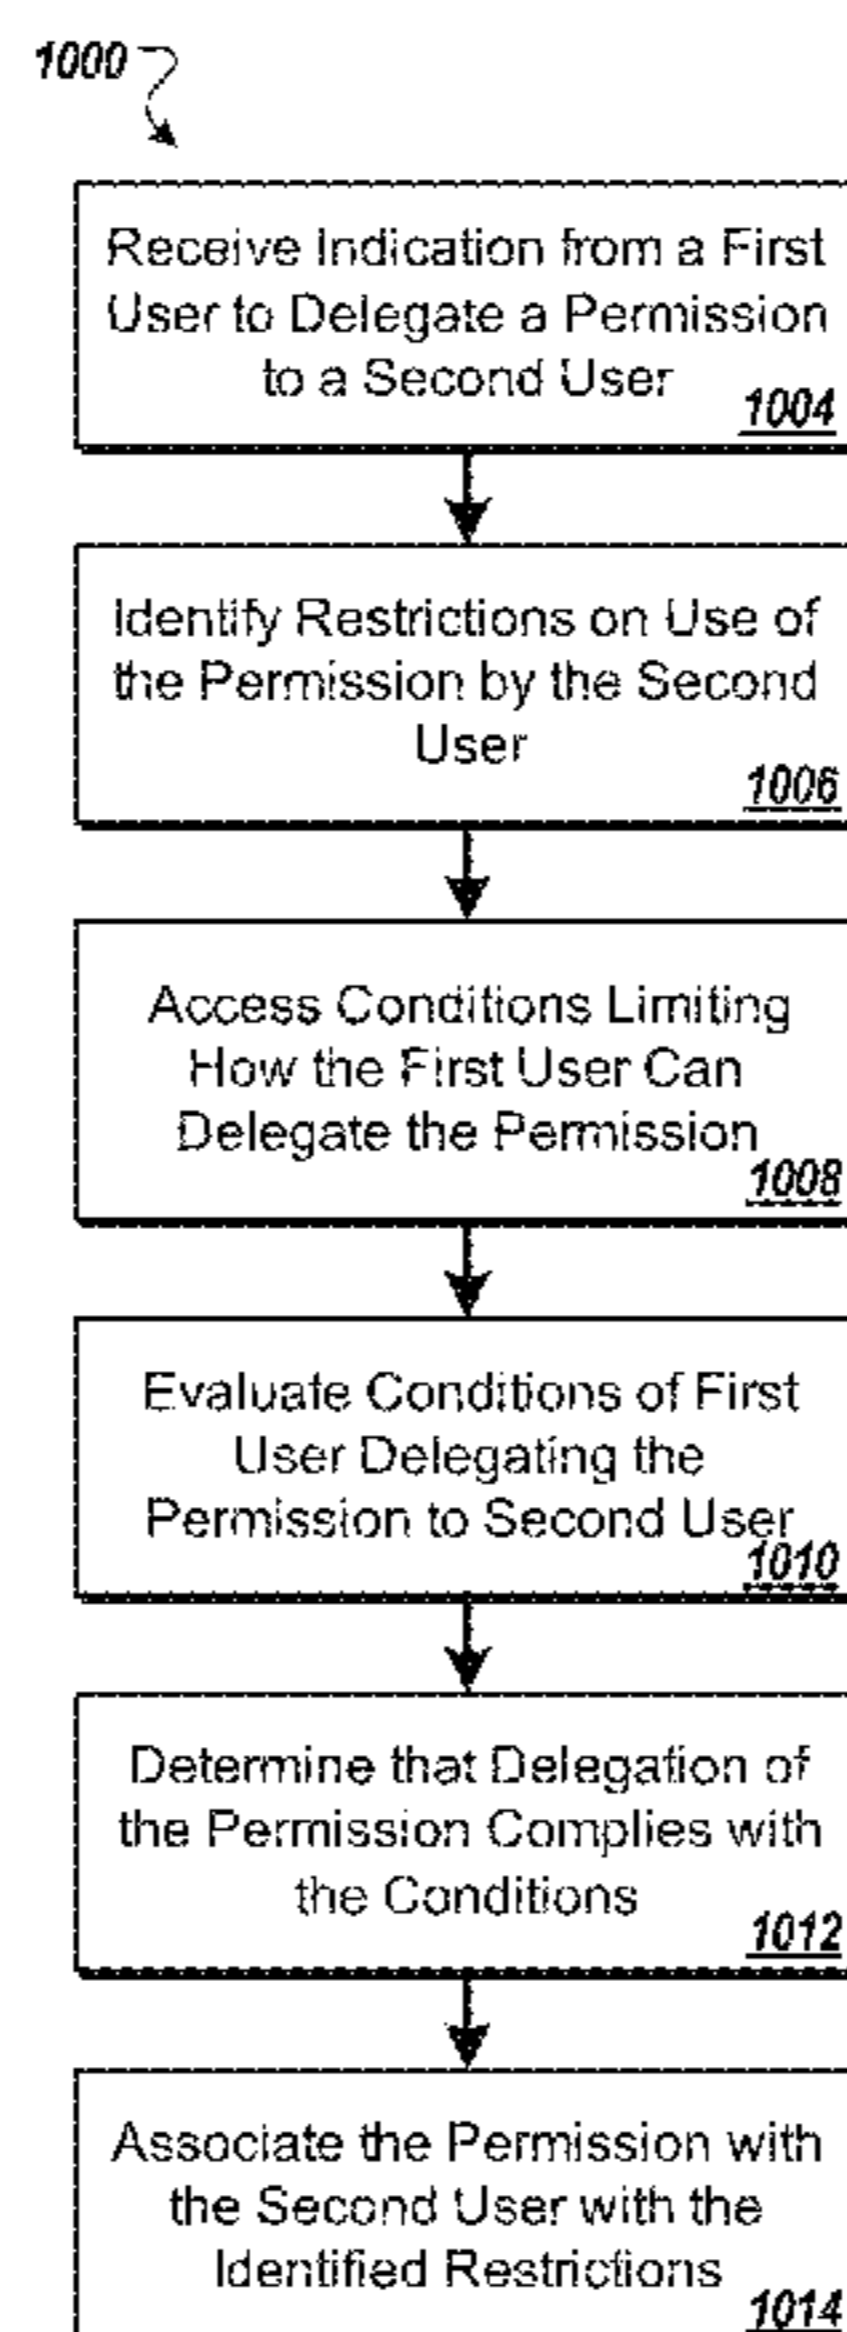 1000
Receive Indication from a First
User to Delegate a Permission
to a Second User
1004
Identify Restrictions on Use of
the Permission by the Second
User
1006
Access Conditions Limiting
How the First User Can
Delegate the Permission
1008
Evaluate Conditions of First
User Delegating the
Permission to Second User
1010
Determine that Delegation of
the Permission Complies with
the Conditions
1012
Associate the Permission with
the Second User with the
Identified Restrictions
1014